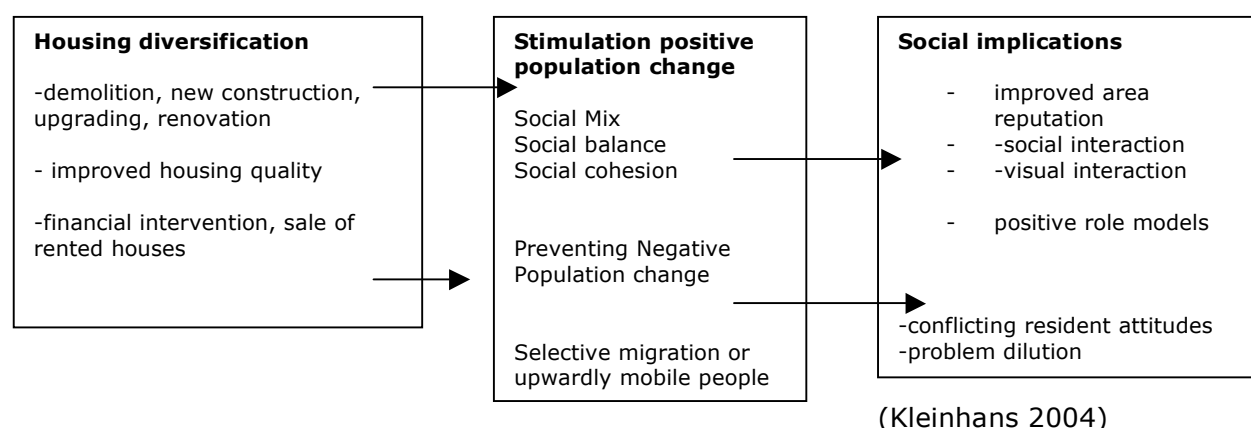 Housing diversification
-demolition, new construction,
upgrading, renovation
- improved housing quality
-financial intervention, sale of
rented houses
Stimulation positive
population change
Social Mix
Social balance
Social cohesion
Preventing Negative
Population change
Selective migration or
upwardly mobile people
Social implications
- improved area
reputation
- -social interaction
- -visual interaction
- positive role models
-conflicting resident attitudes
-problem dilution
(Kleinhans 2004)